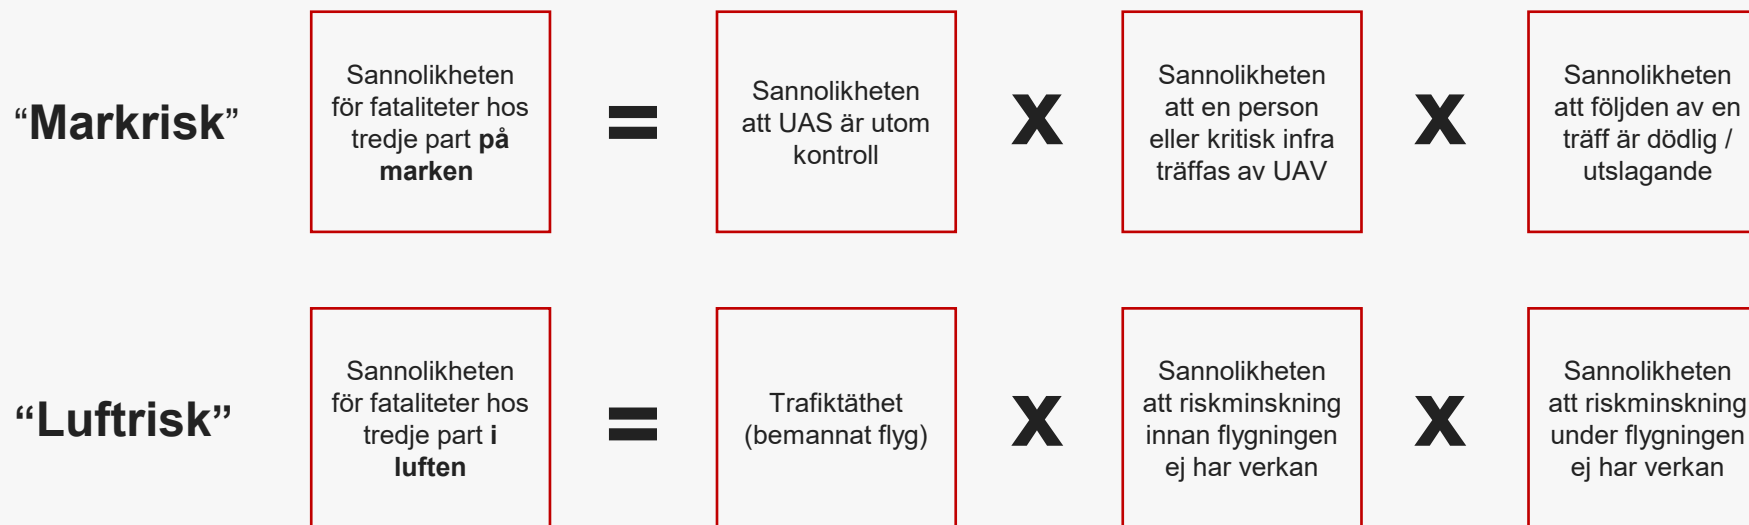 “Markrisk”
Sannolikheten
för fataliteter hos
tredje part på
marken
=
Sannolikheten
att UAS är utom
kontroll
x
Sannolikheten
att en person
eller kritisk infra
träffas av UAV
x
Sannolikheten
att följden av en
träff är dödlig /
utslagande
“Luftrisk”
Sannolikheten
för fataliteter hos
tredje part i
luften
=
Trafiktäthet
(bemannat flyg)
x
Sannolikheten
att riskminskning
innan flygningen
ej har verkan
x
Sannolikheten
att riskminskning
under flygningen
ej har verkan